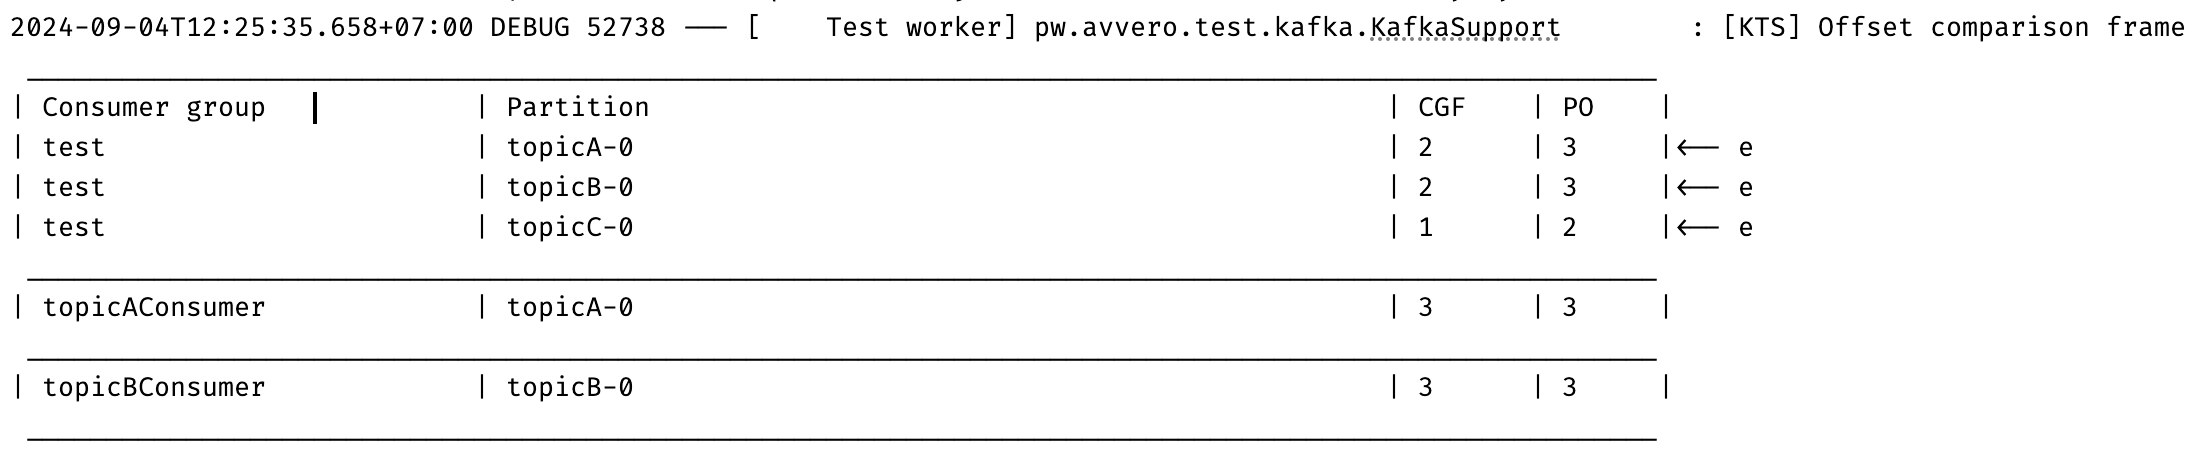 2024-09-04T12:25:35.658+07:00 DEBUG 52738 --- [    Test worker] pw.avvero.test.kafka.KafkaSupport         : [KTS] Offset comparison frame
| Consumer group | Partition | CGF | PO |
| test | topicA-0 | 2 | 3 |<-- e
| test | topicB-0 | 2 | 3 |<-- e
| test | topicC-0 | 1 | 2 |<-- e
| topicAConsumer | topicA-0 | 3 | 3 |
| topicBConsumer | topicB-0 | 3 | 3 |